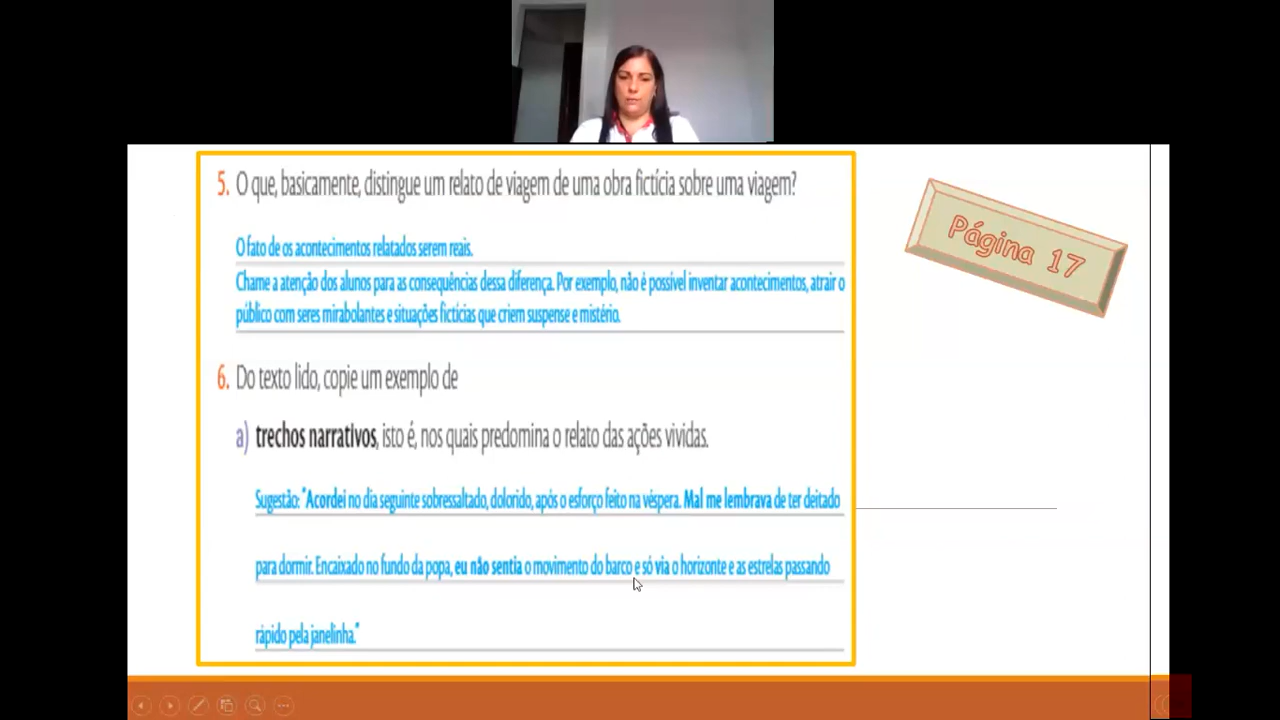 5. O que, basicamente, distingue um relato de viagem de uma obra fictícia sobre uma viagem?
O fato de os acontecimentos relatados serem reais.
Chame a atenção dos alunos para as consequências dessa diferença. Por exemplo, não é possível inventar acontecimentos, atrair o
público com seres mirabolantes e situações fictícias que criem suspense e mistério.
6. Do texto lido, copie um exemplo de
a) trechos narrativos, isto é, nos quais predomina o relato das ações vividas.
Sugestão: "Acordei no dia seguinte sobressaltado, dolorido, após o esforço feito na véspera. Mal me lembrava de ter deitado
para dormir. Encaixado no fundo da popa, eu não sentia o movimento do barco e só via o horizonte e as estrelas passando
rápido pela janelinha."
Página 17